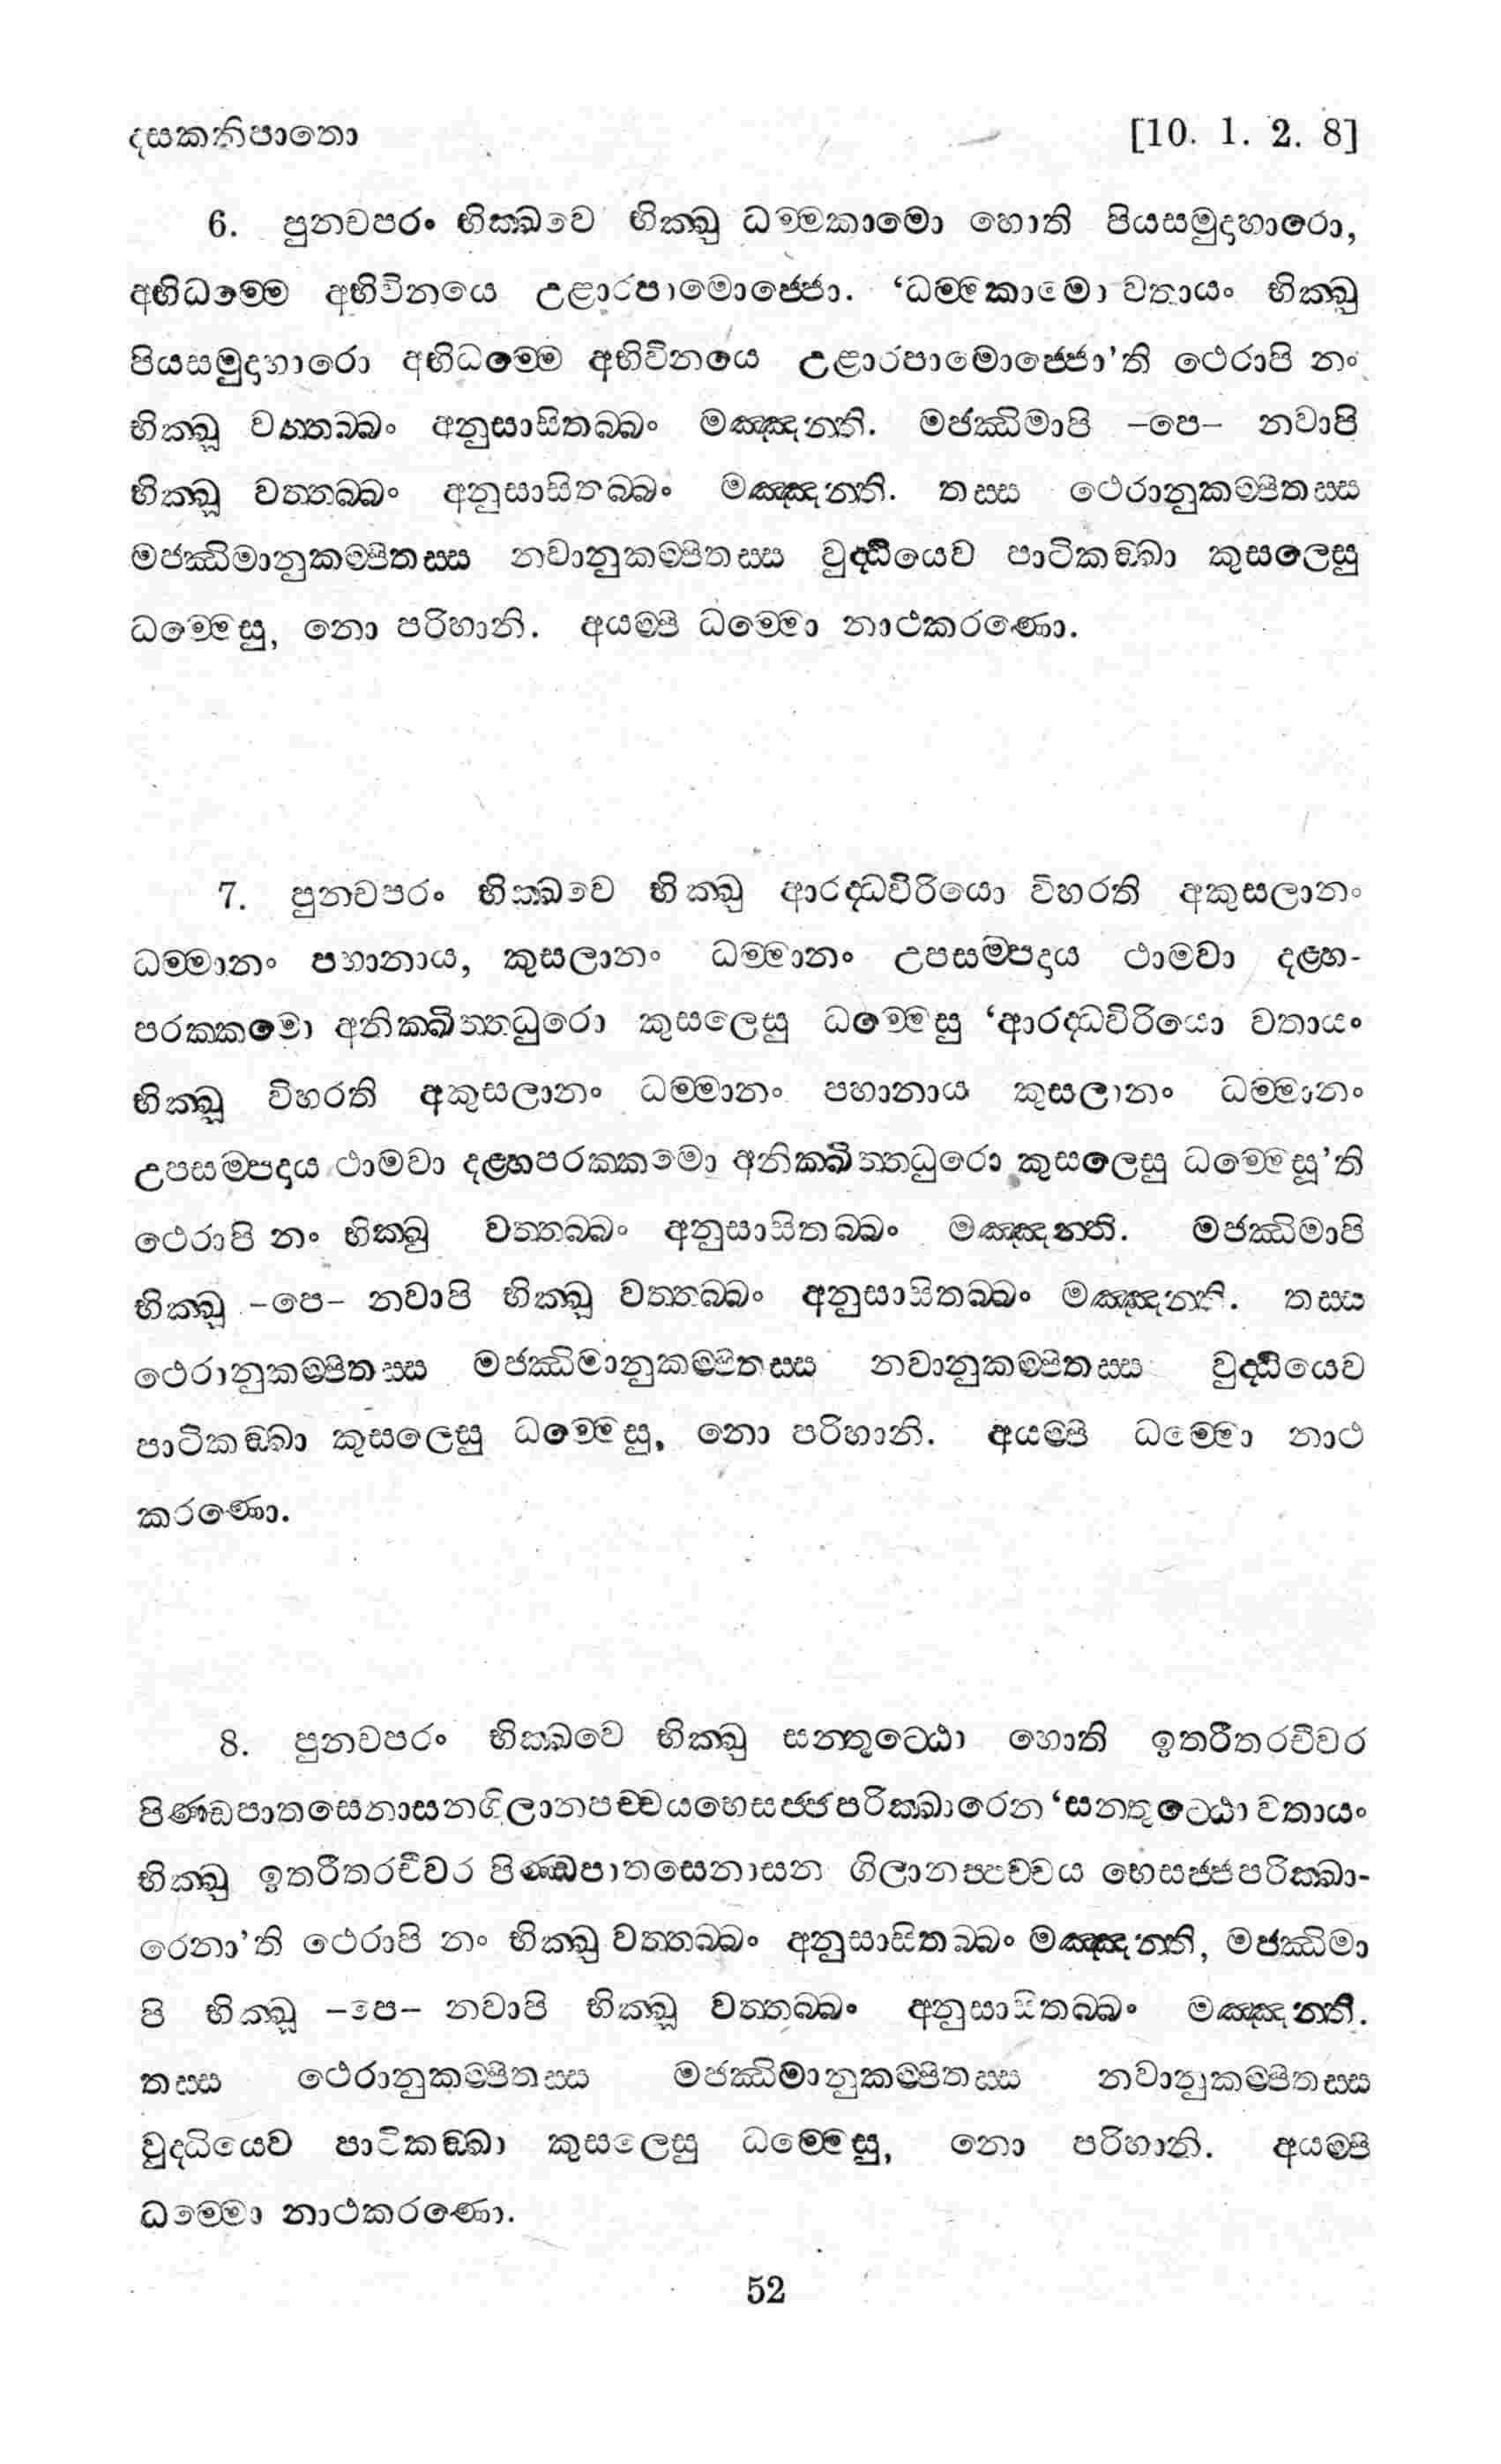 දසකනිපාතො [10. 1. 2. 8]
6. පුනචපරං භික්ඛවෙ භික්ඛු ධම්මකාමො හොති පියසමුදාහාරො,
අභිධම්මෙ අභිවිනයෙ උළාරපාමොජ්ජො. ‘ධම්මකාමො වතායං භික්ඛු
පියසමුදාහාරො අභිධම්මෙ අභිවිනයෙ උළාරපාමොජ්ජො’ති ථෙරාපි නං
භික්ඛූ වත්තබ්බං අනුසාසිතබ්බං මඤ්ඤන්ති. මජ්ඣිමාපි –පෙ– නවාපි
භික්ඛූ වත්තබ්බං අනුසාසිතබ්බං මඤ්ඤන්ති. තස්ස ථෙරානුකම්පිතස්ස
මජ්ඣිමානුකම්පිතස්ස නවානුකම්පිතස්ස වුද්ධියෙව පාටිකඞ්ඛා කුසලෙසු
ධම්මෙසු, නො පරිහානි. අයම්පි ධම්මො නාථකරණො.
7. පුනචපරං භික්ඛවෙ භික්ඛු ආරද්ධවිරියො විහරති අකුසලානං
ධම්මානං පහානාය, කුසලානං ධම්මානං උපසම්පදාය ථාමවා දළ්හ-
පරක්කමො අනික්ඛිත්තධුරො කුසලෙසු ධම්මෙසු ‘ආරද්ධවිරියො වතායං
භික්ඛූ විහරති අකුසලානං ධම්මානං පහානාය කුසලානං ධම්මානං
උපසම්පදාය ථාමවා දළ්හපරක්කමො අනික්ඛිත්තධුරො කුසලෙසු ධම්මෙසූ’ති
ථෙරාපි නං භික්ඛු වත්තබ්බං අනුසාසිතබ්බං මඤ්ඤන්ති. මජ්ඣිමාපි
භික්ඛූ –පෙ– නවාපි භික්ඛූ වත්තබ්බං අනුසාසිතබ්බං මඤ්ඤන්ති. තස්ස
ථෙරානුකම්පිතස්ස මජ්ඣිමානුකම්පිතස්ස නවානුකම්පිතස්ස වුද්ධියෙව
පාටිකඞ්ඛා කුසලෙසු ධම්මෙසු, නො පරිහානි. අයම්පි ධම්මො නාථ
කරණො.
8. පුනචපරං භික්ඛවෙ භික්ඛු සන්තුට්ඨො හොති ඉතරීතරචීවර
පිණ්ඩපාතසෙනාසනගිලානපච්චයභෙසජ්ජපරික්ඛාරෙන ‘සන්තුට්ඨො වතායං
භික්ඛු ඉතරීතරචීවර පිණ්ඩපාතසෙනාසන ගිලානප්පච්චය භෙසජ්ජපරික්ඛා-
රෙනා’ති ථෙරාපි නං භික්ඛු වත්තබ්බං අනුසාසිතබ්බං මඤ්ඤන්ති, මජ්ඣිමා
පි භික්ඛූ –පෙ– නවාපි භික්ඛූ වත්තබ්බං අනුසාසිතබ්බං මඤ්ඤන්ති.
තස්ස ථෙරානුකම්පිතස්ස මජ්ඣිමානුකම්පිතස්ස නවානුකම්පිතස්ස
වුද්ධියෙව පාටිකඞ්ඛා කුසලෙසු ධම්මෙසු, නො පරිහානි. අයම්පි
ධම්මො නාථකරණො.
52